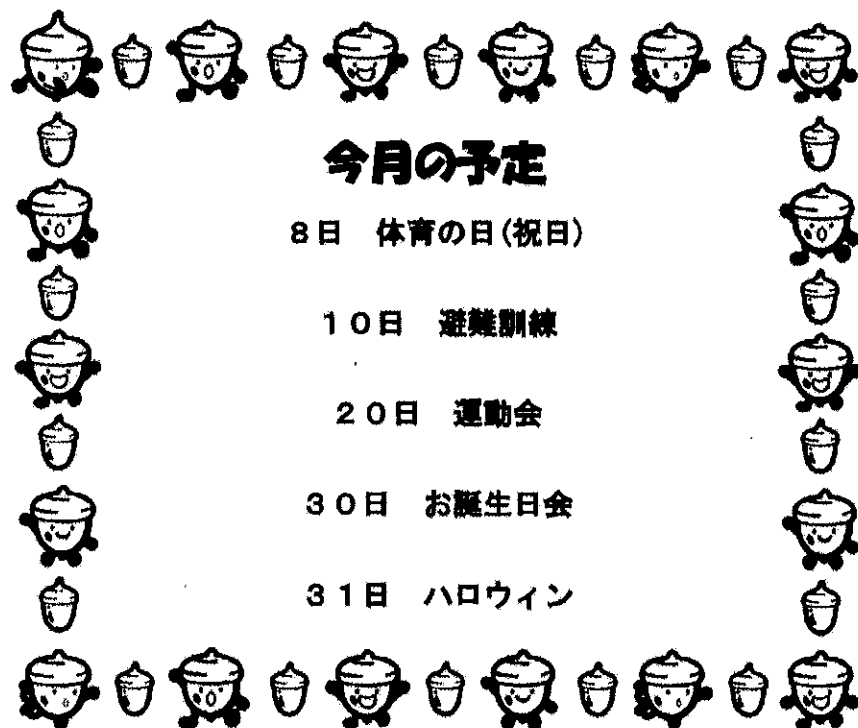 今月の予定
8日　体育の日(祝日)
10日　避難訓練
20日　運動会
30日　お誕生日会
31日　ハロウィン